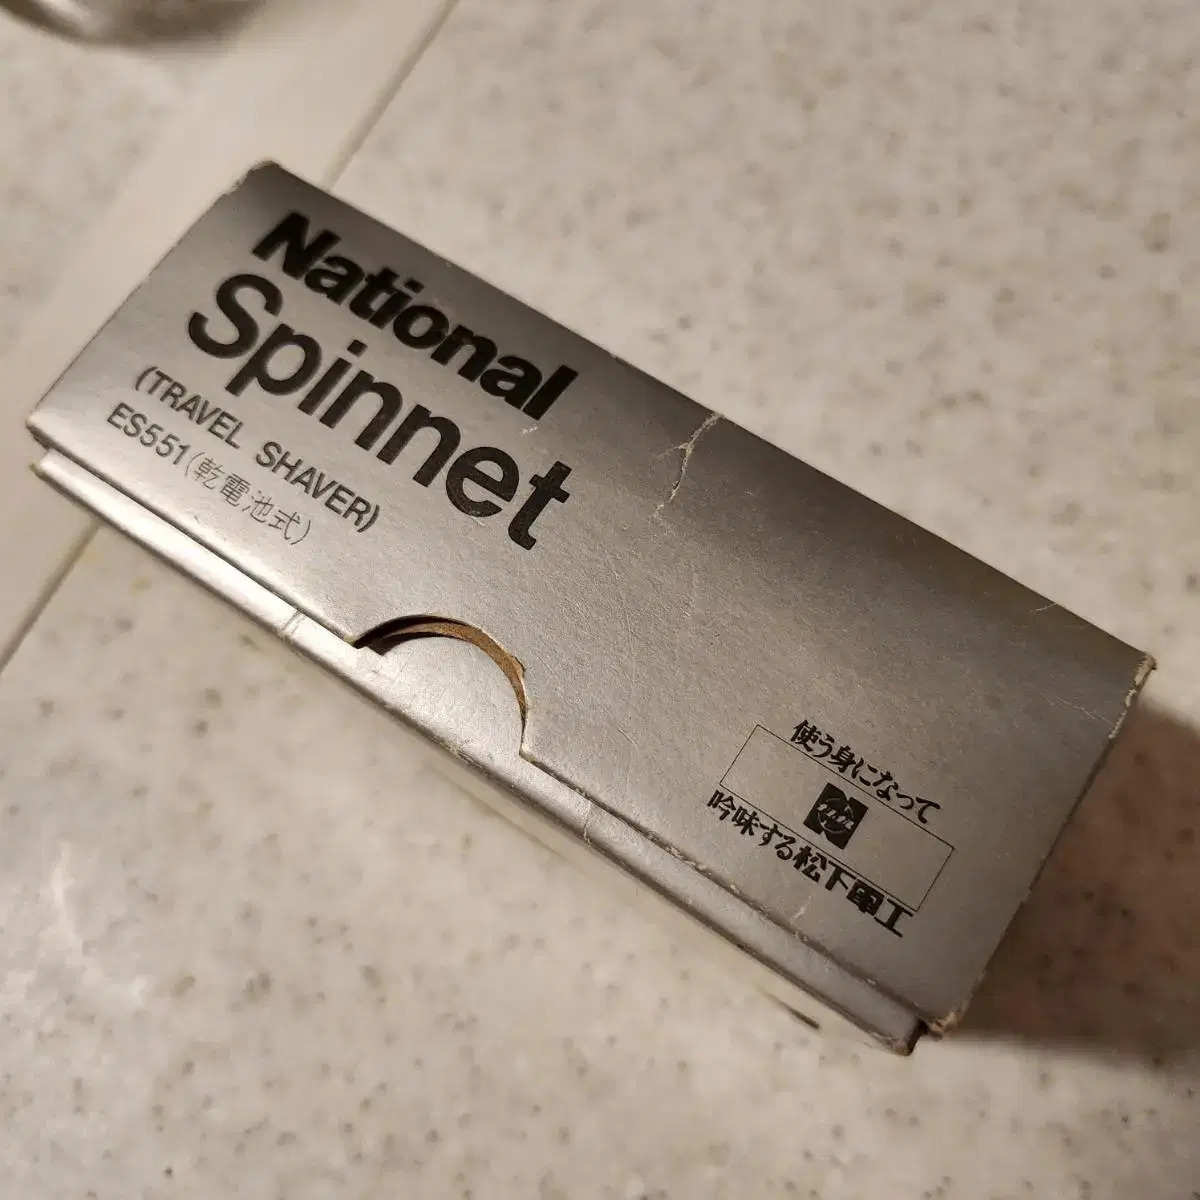 National
Spinnet
(TRAVEL SHAVER)
ES551(乾電池式)
使う身になって
吟味する松下電工